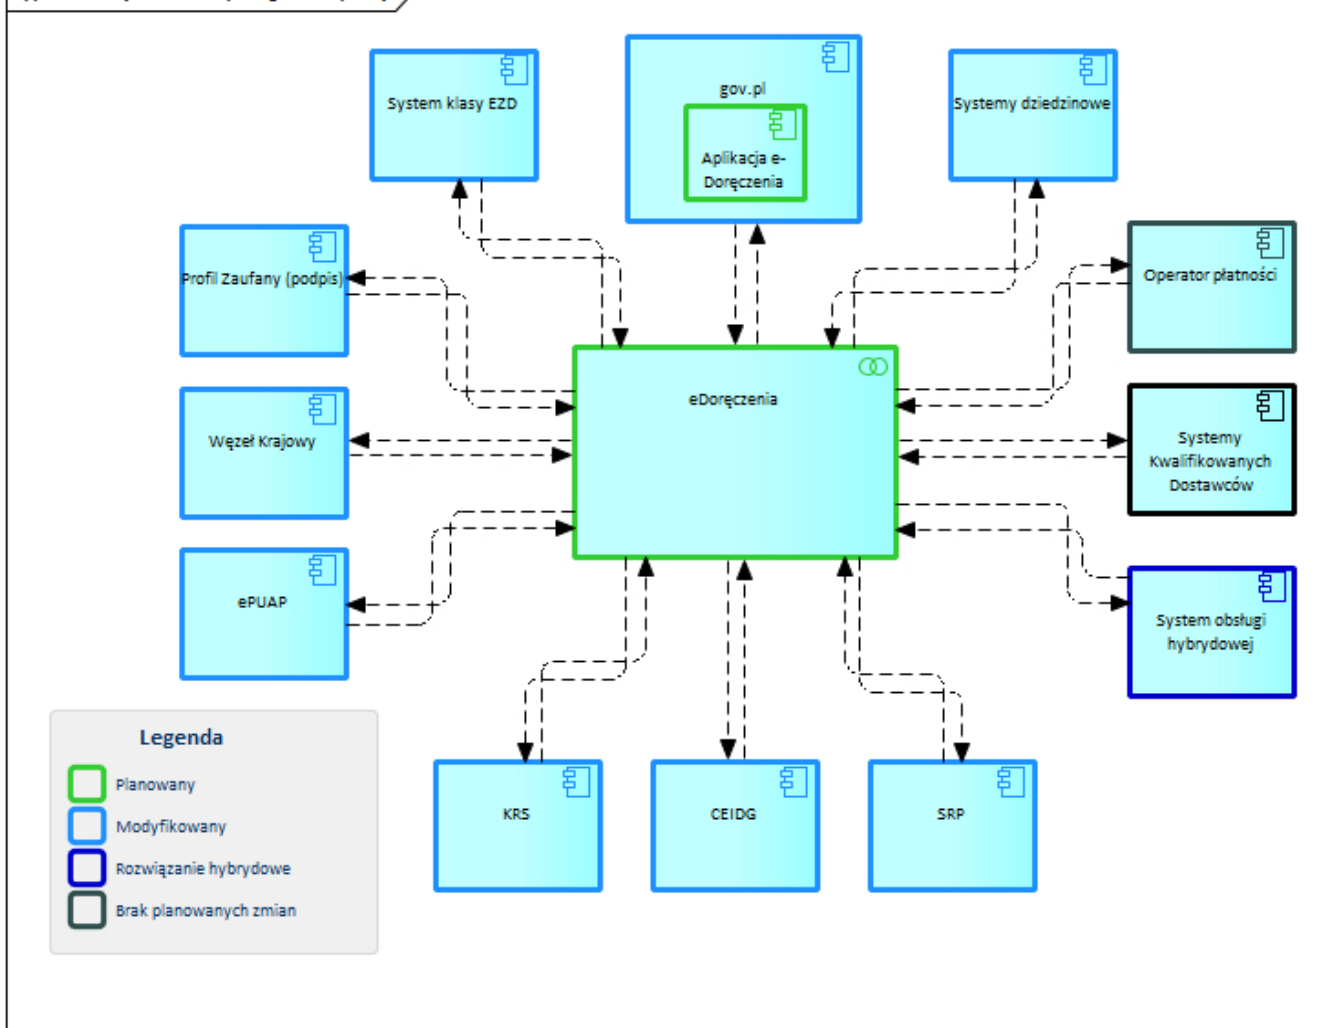 System klasy EZD
gov.pl
Aplikacja e-
Doręczenia
Systemy dziedzinowe
Profil Zaufany (podpis)
Operator płatności
eDoręczenia
Węzeł Krajowy
Systemy
Kwalifikowanych
Dostawców
ePUAP
System obsługi
hybrydowej
KRS
CEIDG
SRP
Legenda
Planowany
Modyfikowany
Rozwiązanie hybrydowe
Brak planowanych zmian